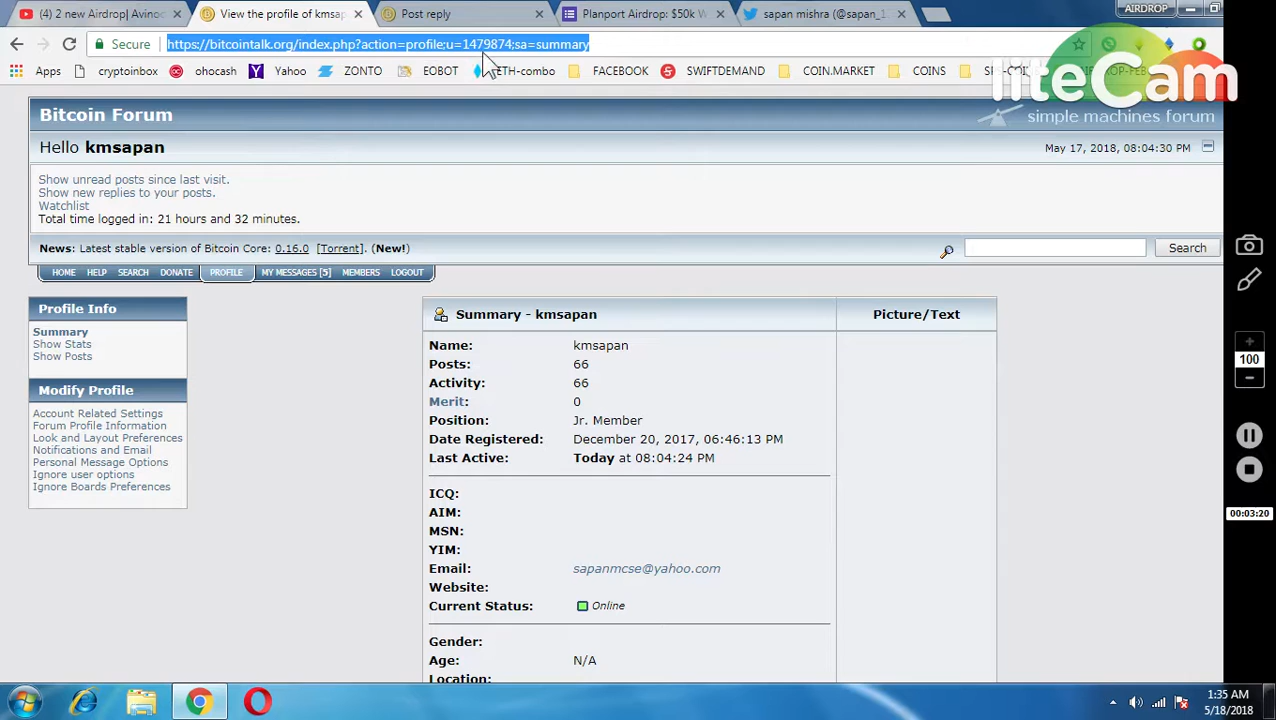 (4) 2 new Airdrop| Avinoc
View the profile of kmsap
Post reply
Planport Airdrop: $50k W
sapan mishra (@sapan_1
AIRDROP
Secure
https://bitcointalk.org/index.php?action=profile;u=1479874;sa=summary
Apps
cryptoinbox
ohocash
Yahoo
ZONTO
ETH-combo
FACEBOOK
SWIFTDEMAND
COIN.MARKET
COINS
liteCam
Bitcoin Forum
simple machines forum
Hello kmsapan
May 17, 2018, 08:04:30 PM
Show unread posts since last visit.
Show new replies to your posts.
Watchlist
Total time logged in: 21 hours and 32 minutes.
News: Latest stable version of Bitcoin Core: 0.16.0 [Torrent]. (New!)
Search
HOME HELP SEARCH DONATE PROFILE MY MESSAGES [5] MEMBERS LOGOUT
Profile Info
Summary
Show Stats
Show Posts
Modify Profile
Account Related Settings
Forum Profile Information
Look and Layout Preferences
Notifications and Email
Personal Message Options
Ignore user options
Ignore Boards Preferences
Summary - kmsapan
Picture/Text
Name: kmsapan
Posts: 66
Activity: 66
Merit: 0
Position: Jr. Member
Date Registered: December 20, 2017, 06:46:13 PM
Last Active: Today at 08:04:24 PM
ICQ:
AIM:
MSN:
YIM:
Email: sapanmcse@yahoo.com
Website:
Current Status: Online
Gender:
Age: N/A
Location:
100
00:03:20
1:35 AM
5/18/2018